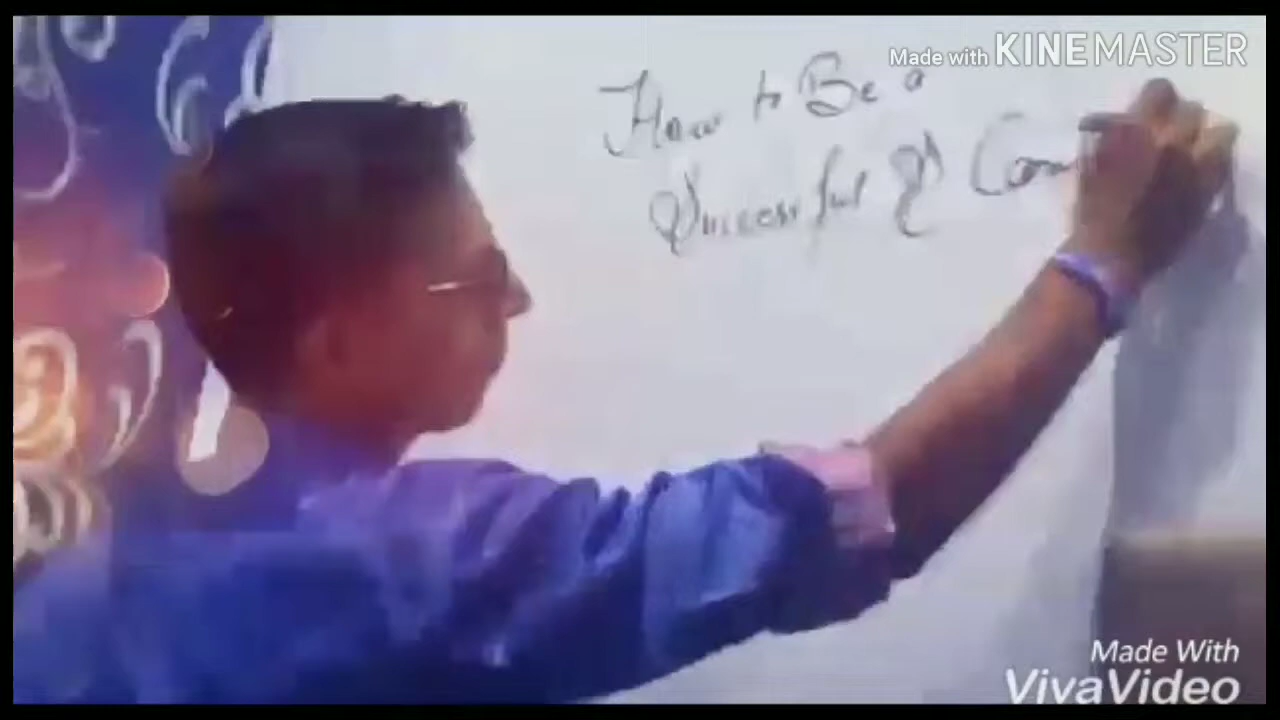 Made with KINEMASTER
How to Be a
Successful
Made With
VivaVideo